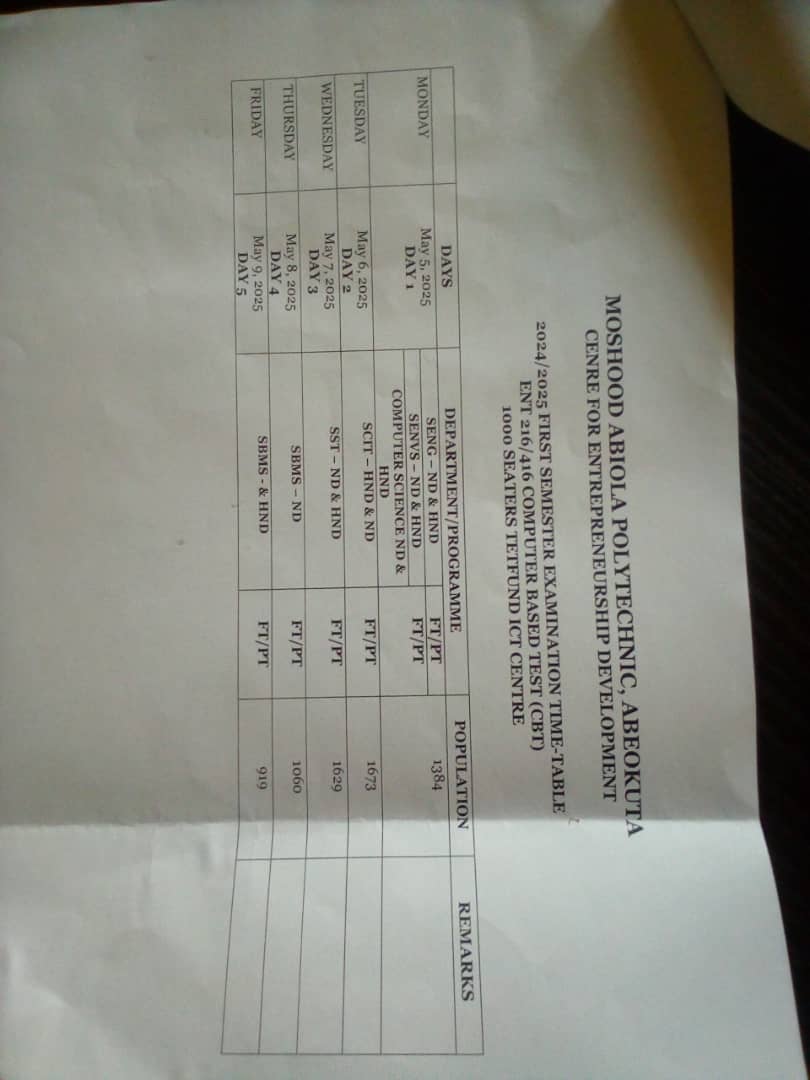 MOSHOOD ABIOLA POLYTECHNIC, ABEOKUTA
CENRE FOR ENTREPRENEURSHIP DEVELOPMENT
2024/2025 FIRST SEMESTER EXAMINATION TIME-TABLE
ENT 216/416 COMPUTER BASED TEST (CBT)
1000 SEATERS TETFUND ICT CENTRE
DAYS DEPARTMENT/PROGRAMME POPULATION REMARKS
MONDAY May 5, 2025 SENG – ND & HND FT/PT 1384
DAY 1 SENVS – ND & HND FT/PT
COMPUTER SCIENCE ND &
HND
TUESDAY May 6, 2025 SCIT – HND & ND FT/PT 1673
DAY 2
WEDNESDAY May 7, 2025 SST – ND & HND FT/PT 1629
DAY 3
THURSDAY May 8, 2025 SBMS – ND FT/PT 1060
DAY 4
FRIDAY May 9, 2025 SBMS - & HND FT/PT 919
DAY 5